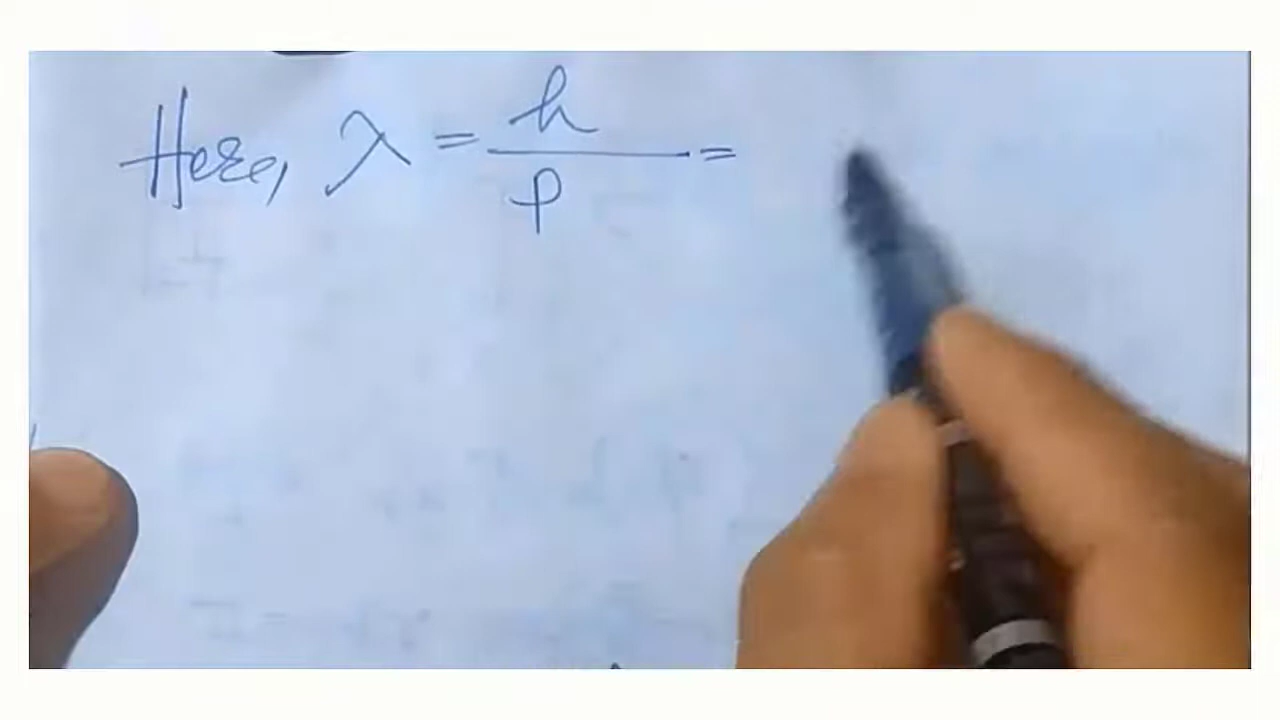 Here, λ = h/p =